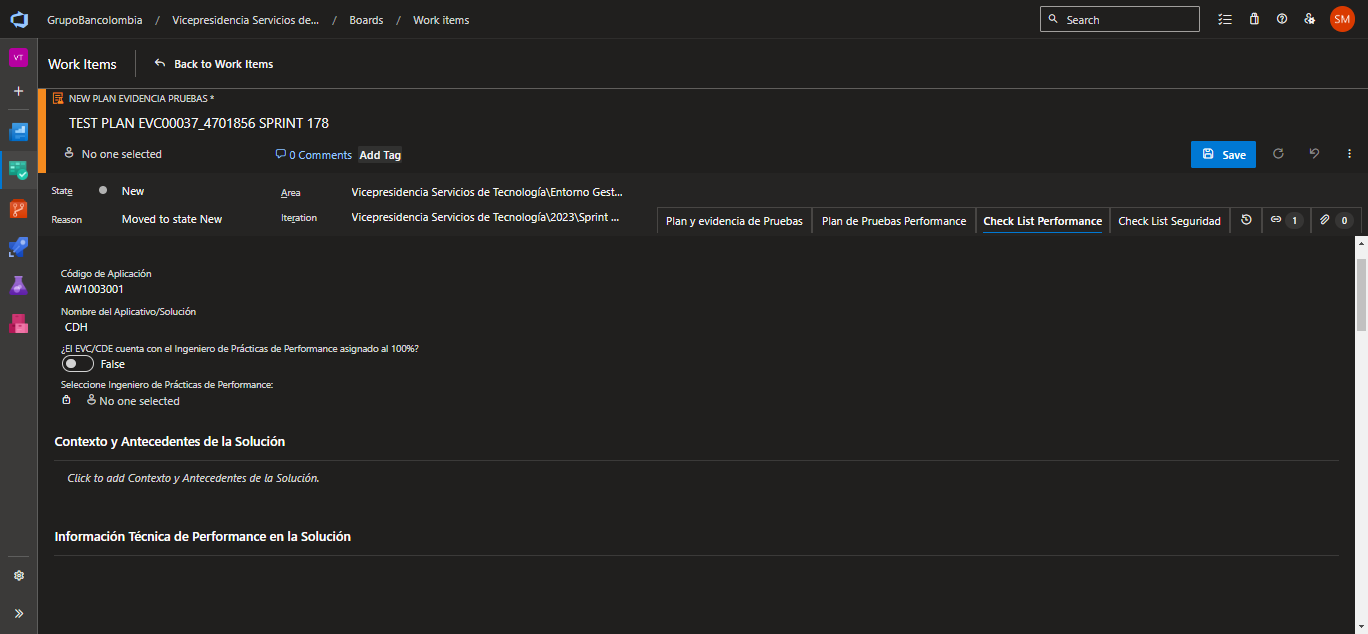 GrupoBancolombia / Vicepresidencia Servicios de... / Boards / Work items
Search
SM
VT
Work Items
Back to Work Items
NEW PLAN EVIDENCIA PRUEBAS *
TEST PLAN EVC00037_4701856 SPRINT 178
No one selected
0 Comments
Add Tag
Save
State
New
Area
Vicepresidencia Servicios de Tecnología\Entorno Gest...
Reason
Moved to state New
Iteration
Vicepresidencia Servicios de Tecnología\2023\Sprint ...
Plan y evidencia de Pruebas
Plan de Pruebas Performance
Check List Performance
Check List Seguridad
1
0
Código de Aplicación
AW1003001
Nombre del Aplicativo/Solución
CDH
¿El EVC/CDE cuenta con el Ingeniero de Prácticas de Performance asignado al 100%?
False
Seleccione Ingeniero de Prácticas de Performance:
No one selected
Contexto y Antecedentes de la Solución
Click to add Contexto y Antecedentes de la Solución.
Información Técnica de Performance en la Solución